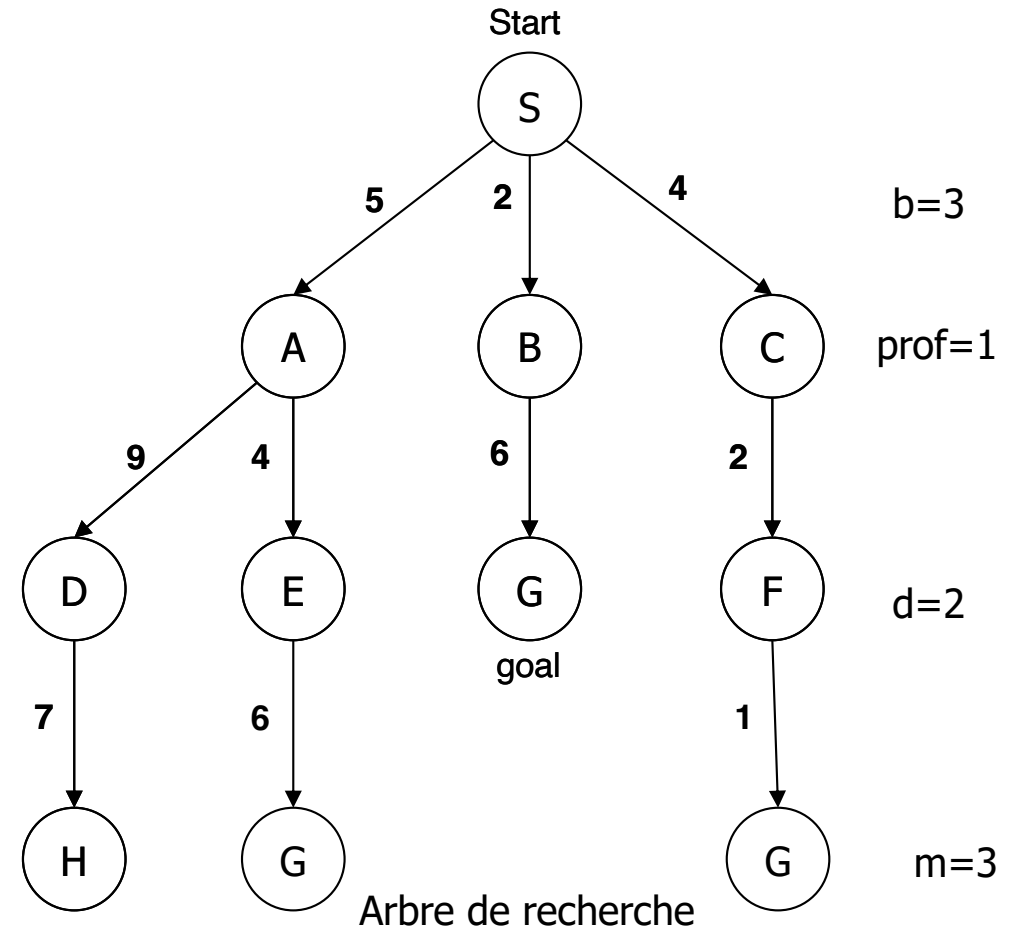 Start
S
5 2 4
b=3
A B C
prof=1
9 4 6 2
D E G F
d=2
goal
7 6 1
H G G
m=3
Arbre de recherche